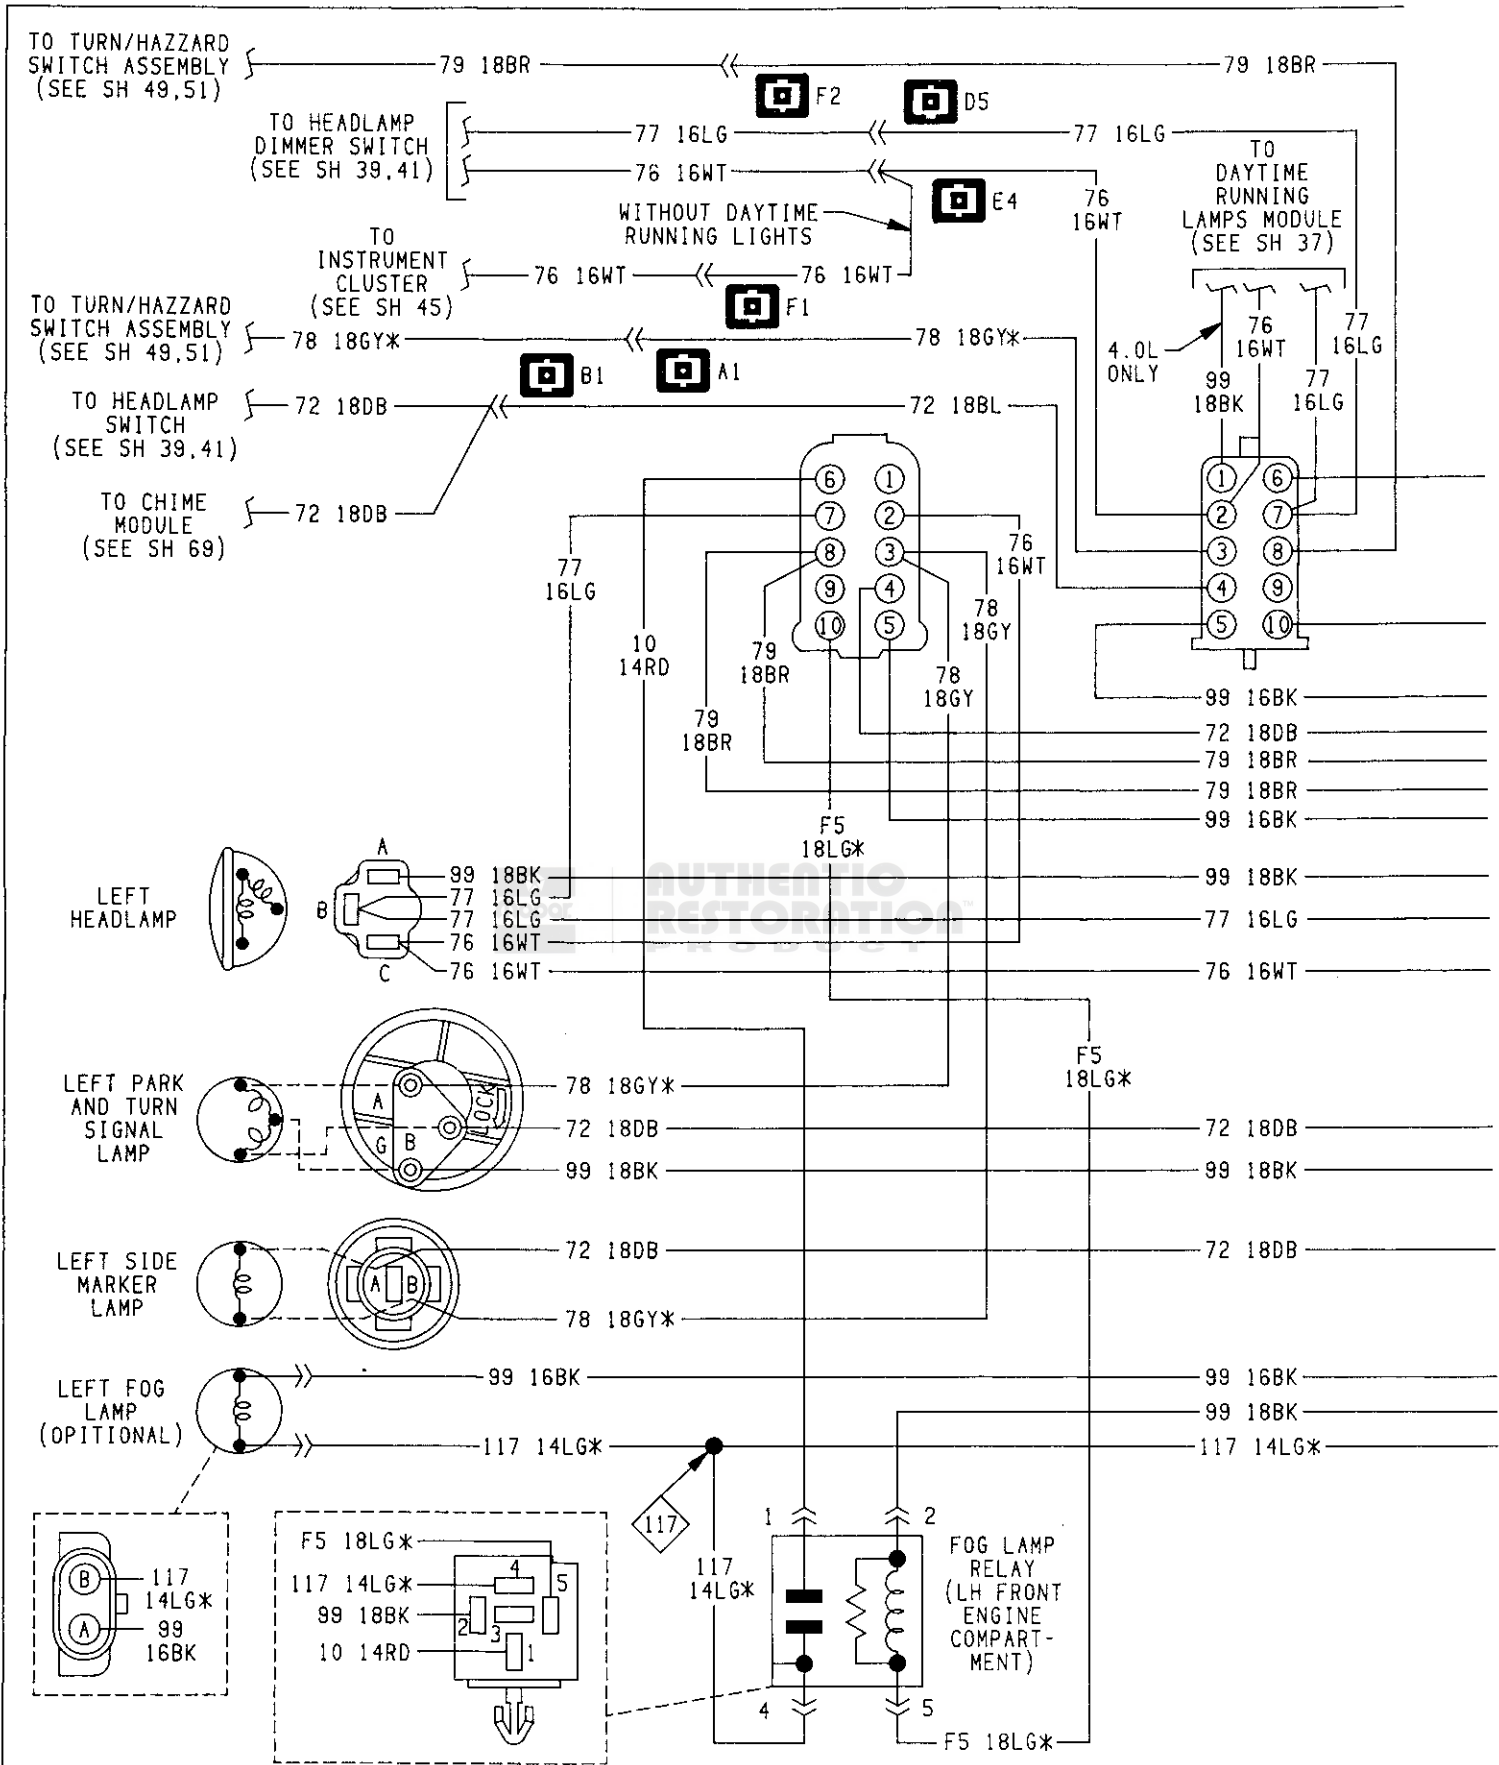 TO TURN/HAZZARD
SWITCH ASSEMBLY
(SEE SH 49,51)
79 18BR
79 18BR
F2
D5
TO HEADLAMP
DIMMER SWITCH
(SEE SH 39,41)
77 16LG
77 16LG
76 16WT
E4
76
16WT
TO
DAYTIME
RUNNING
LAMPS MODULE
(SEE SH 37)
WITHOUT DAYTIME
RUNNING LIGHTS
TO
INSTRUMENT
CLUSTER
(SEE SH 45)
76 16WT
76 16WT
F1
TO TURN/HAZZARD
SWITCH ASSEMBLY
(SEE SH 49,51)
78 18GY*
78 18GY*
B1
A1
4.0L
ONLY
99
18BK
76
16WT
77
16LG
77
16LG
TO HEADLAMP
SWITCH
(SEE SH 39,41)
72 18DB
72 18BL
TO CHIME
MODULE
(SEE SH 69)
72 18DB
6 1
7 2
8 3
9 4
10 5
1 6
2 7
3 8
4 9
5 10
77
16LG
76
16WT
78
18GY
10
14RD
79
18BR
78
18GY
79
18BR
99 16BK
72 18DB
79 18BR
79 18BR
99 16BK
F5
18LG*
LEFT
HEADLAMP
A
B
C
99 18BK
77 16LG
77 16LG
76 16WT
76 16WT
99 18BK
77 16LG
76 16WT
AUTHENTIC
RESTORATION™
PRODUCT
F5
18LG*
LEFT PARK
AND TURN
SIGNAL
LAMP
A
G B
LOCK
78 18GY*
72 18DB
99 18BK
72 18DB
99 18BK
LEFT SIDE
MARKER
LAMP
A B
72 18DB
78 18GY*
72 18DB
LEFT FOG
LAMP
(OPITIONAL)
99 16BK
99 16BK
99 18BK
117 14LG*
117 14LG*
117
117
14LG*
B
A
117
14LG*
99
16BK
F5 18LG*
117 14LG*
99 18BK
10 14RD
4
5
2
3
1
1
2
4
5
FOG LAMP
RELAY
(LH FRONT
ENGINE
COMPART-
MENT)
F5 18LG*